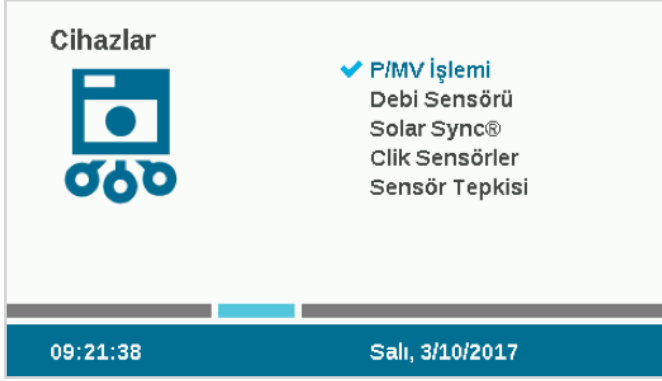 Cihazlar
P/MV İşlemi
Debi Sensörü
Solar Sync®
Clik Sensörler
Sensör Tepkisi
09:21:38
Salı, 3/10/2017